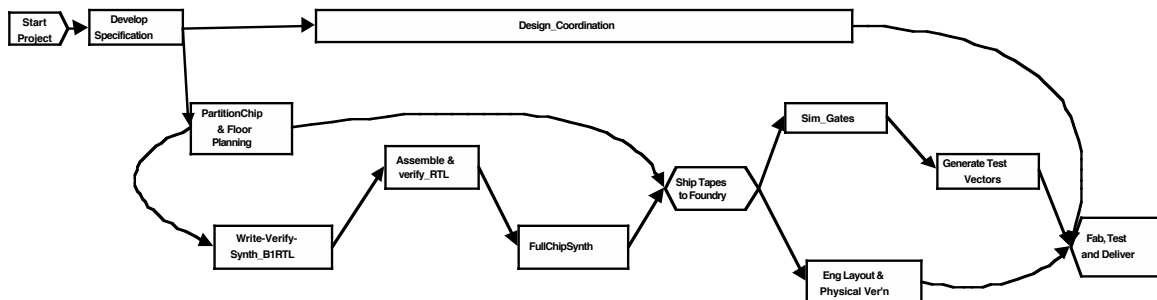 Start
Project
Develop
Specification
Design_Coordination
PartitionChip
& Floor
Planning
Sim_Gates
Assemble &
verify_RTL
Generate Test
Vectors
Ship Tapes
to Foundry
Write-Verify-
Synth_B1RTL
FullChipSynth
Fab, Test
and Deliver
Eng Layout &
Physical Ver'n